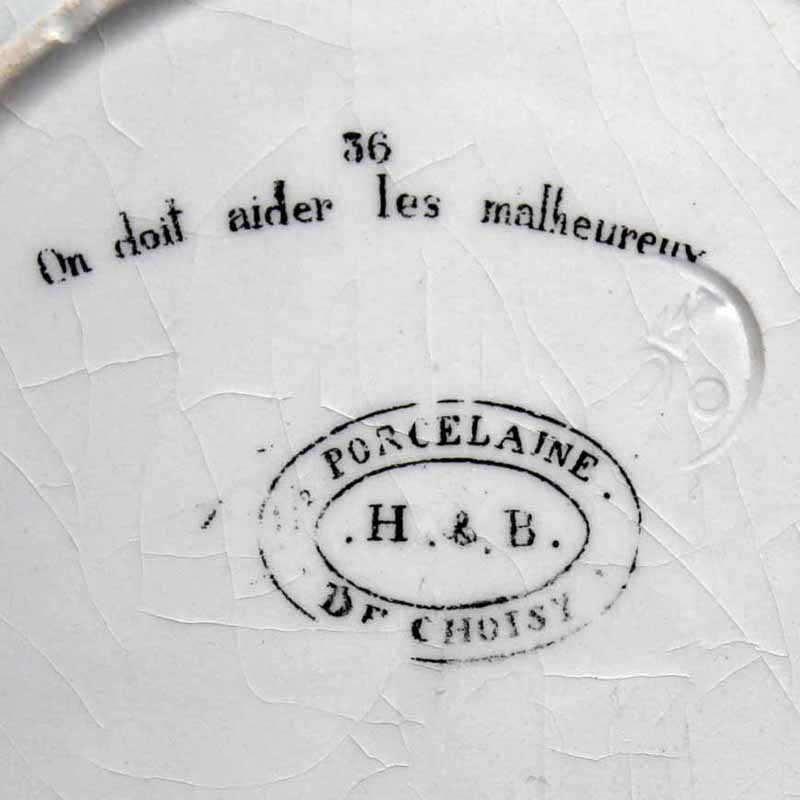 36
On doit aider les malheureux
PORCELAINE
. H . & . B .
DE CHOISY